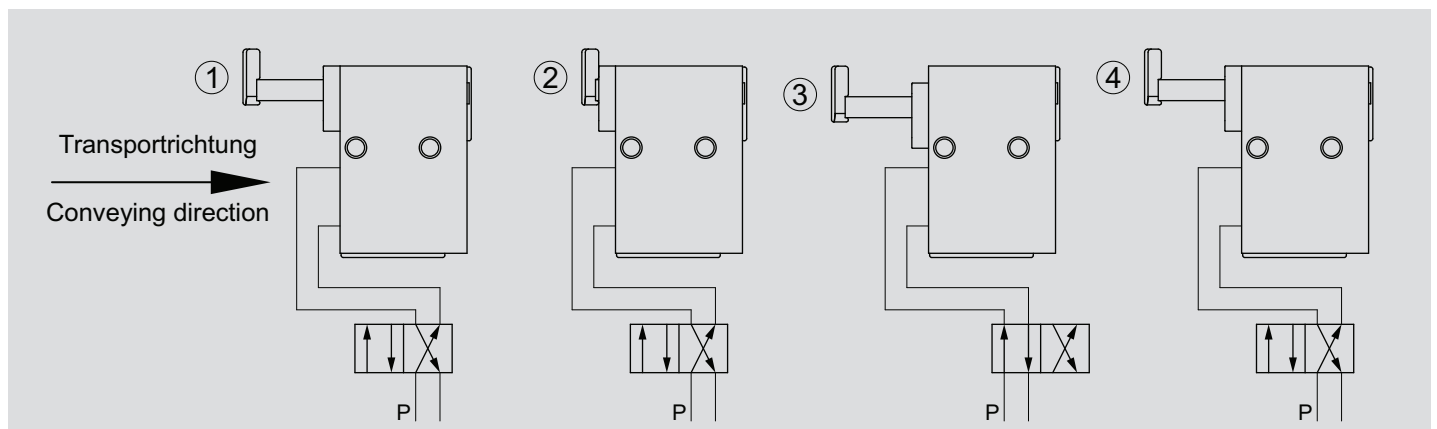 ①
②
③
④
Transportrichtung
Conveying direction
P
P
P
P